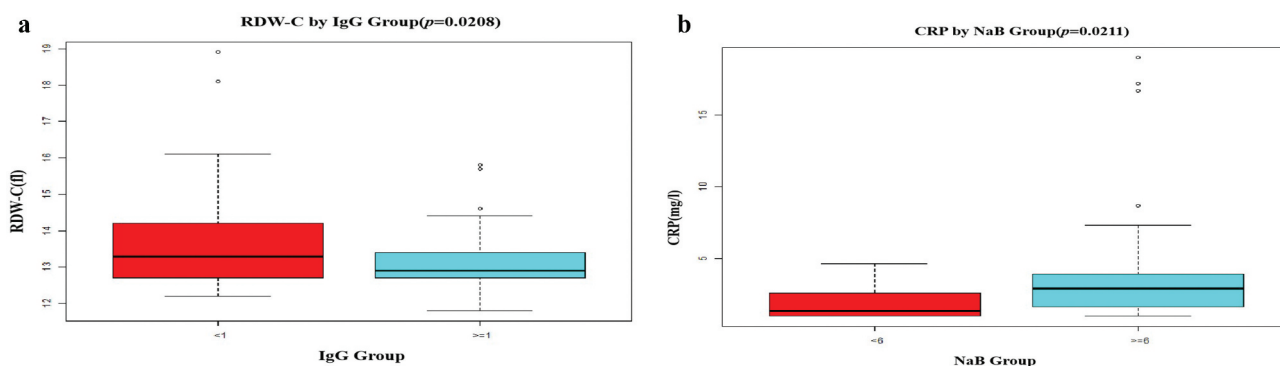 a
RDW-C by IgG Group(p=0.0208)
RDW-C(fl)
19
18
17
16
15
14
13
12
<1
>=1
IgG Group
b
CRP by NaB Group(p=0.0211)
CRP(mg/l)
15
10
5
<6
>=6
NaB Group